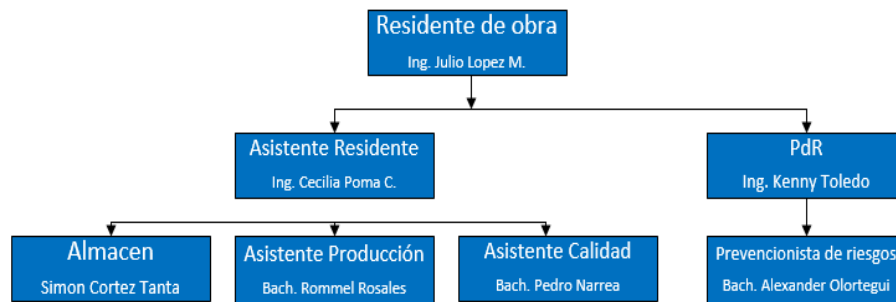 Residente de obra
Ing. Julio Lopez M.
Asistente Residente
Ing. Cecilia Poma C.
PdR
Ing. Kenny Toledo
Almacen
Simon Cortez Tanta
Asistente Producción
Bach. Rommel Rosales
Asistente Calidad
Bach. Pedro Narrea
Prevencionista de riesgos
Bach. Alexander Olortegui